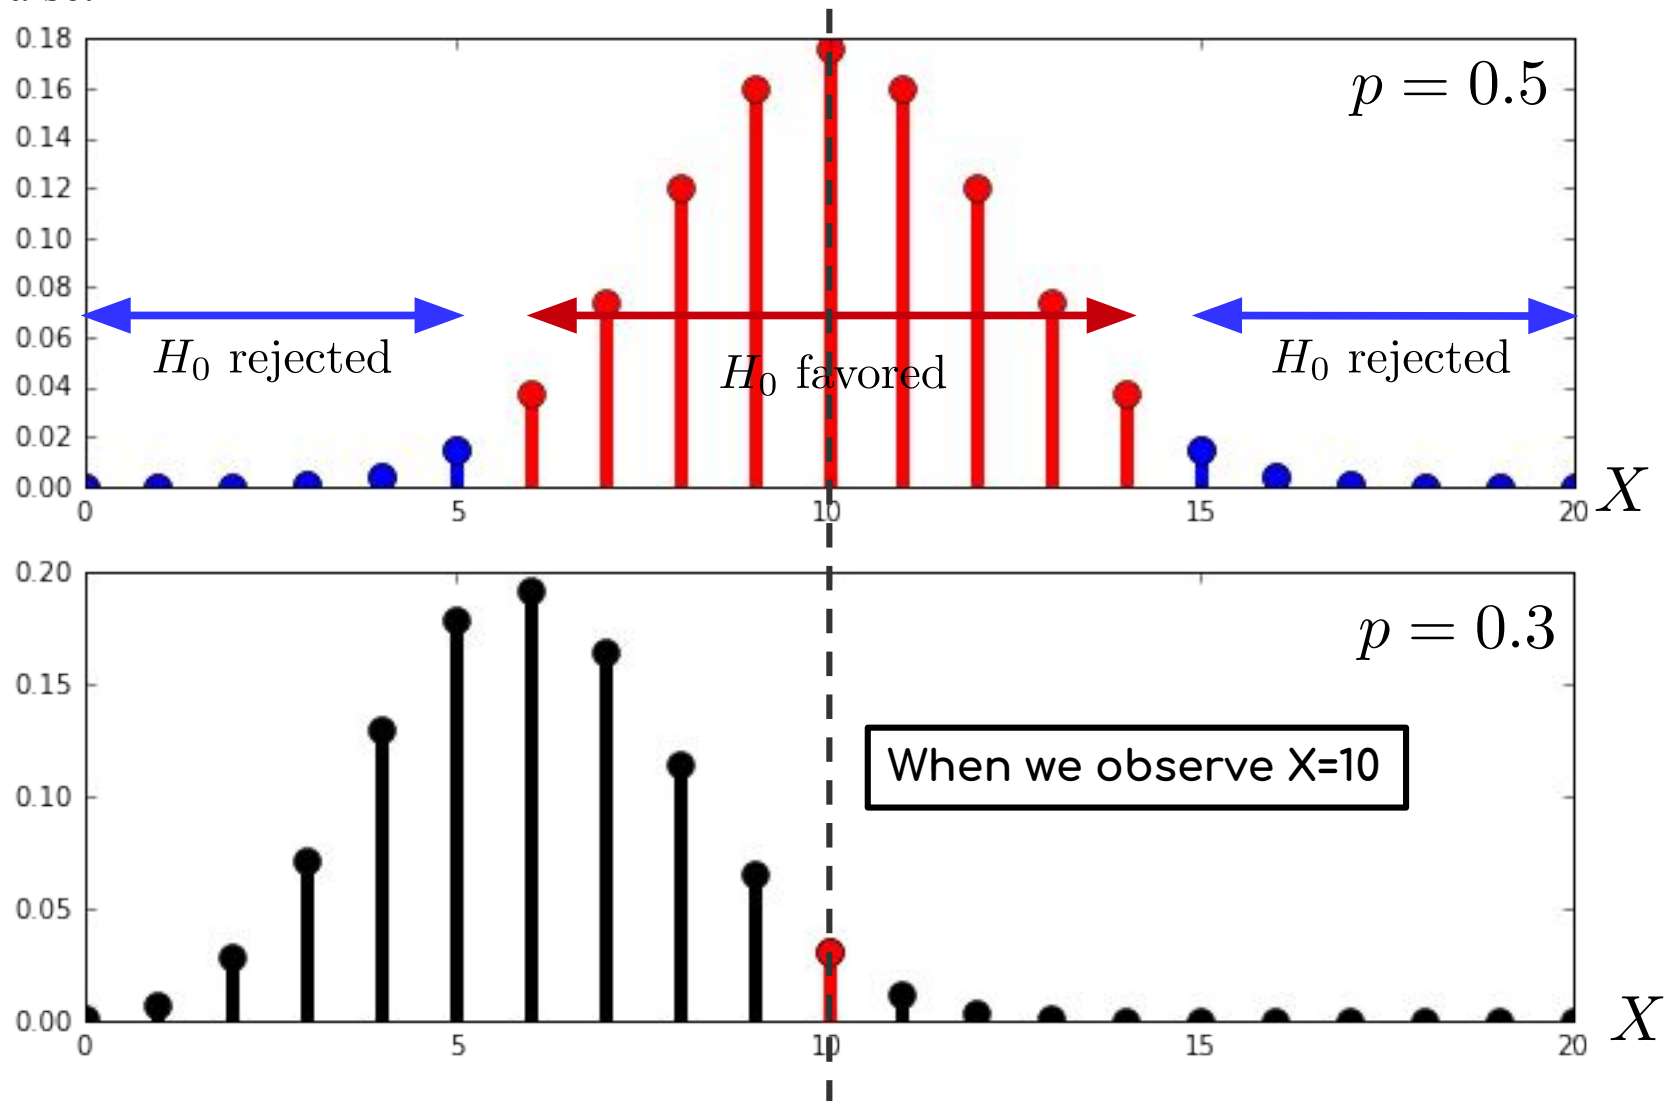 0.18
p = 0.5
0.16
0.14
0.12
0.10
0.08
0.06
H₀ rejected
H₀ favored
H₀ rejected
0.04
0.02
0.00
0 5 10 15 20 X
0.20
p = 0.3
0.15
When we observe X=10
0.10
0.05
0.00
0 5 10 15 20 X